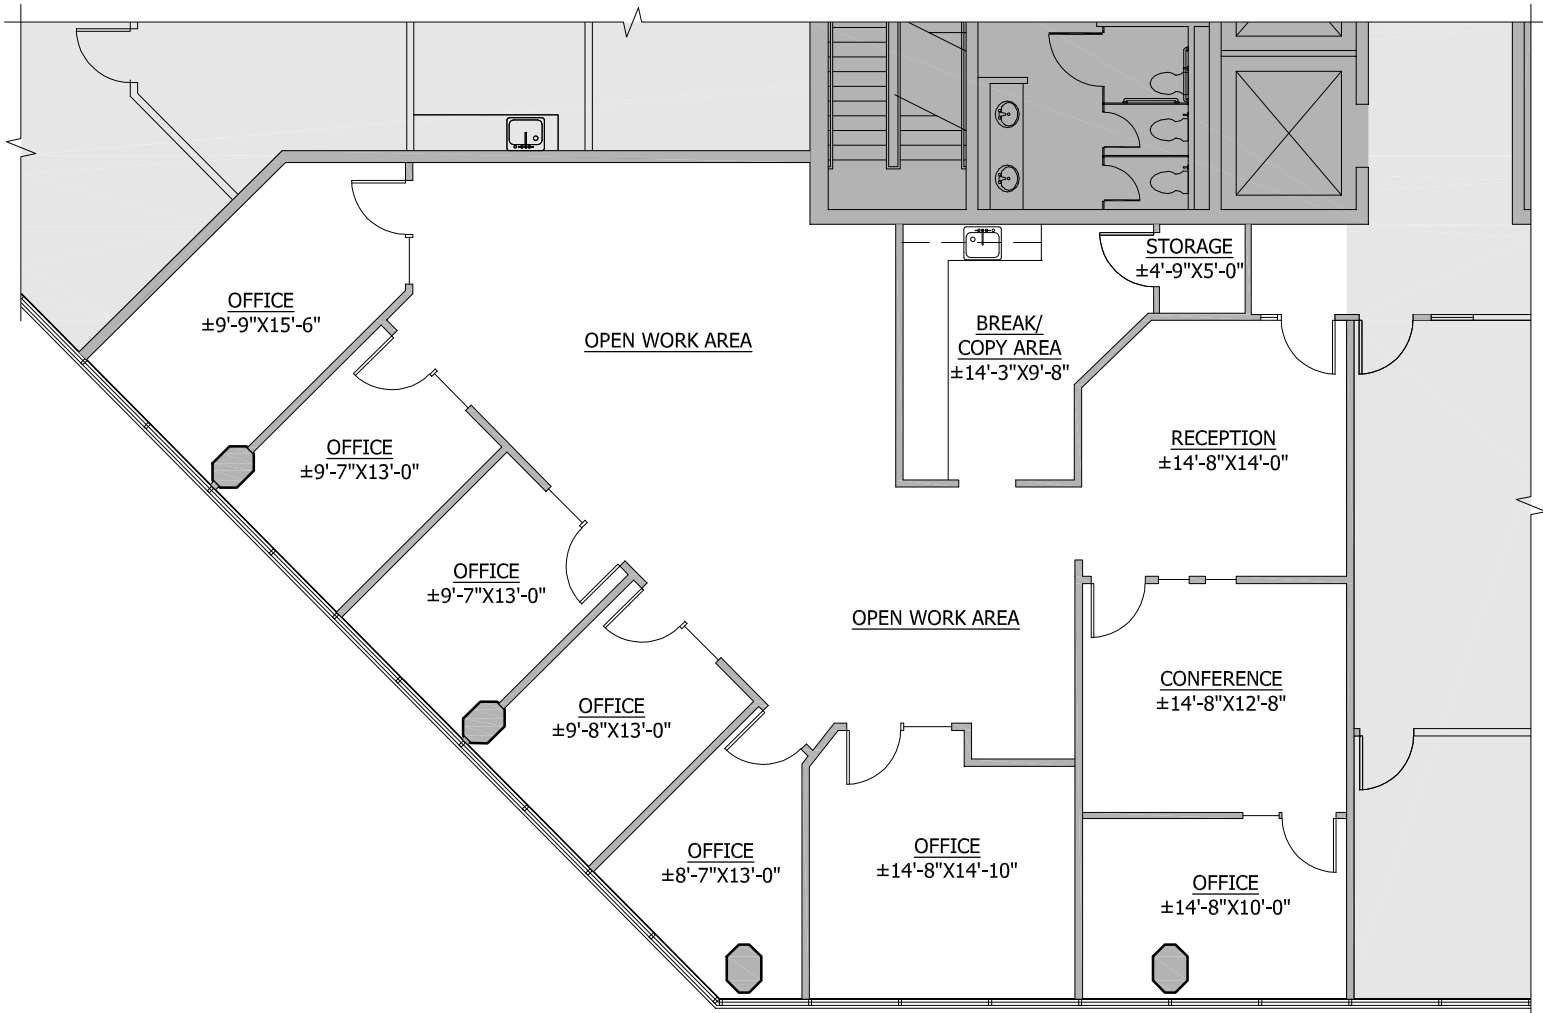 STORAGE
±4'-9"X5'-0"
OFFICE
±9'-9"X15'-6"
OPEN WORK AREA
BREAK/
COPY AREA
±14'-3"X9'-8"
OFFICE
±9'-7"X13'-0"
RECEPTION
±14'-8"X14'-0"
OFFICE
±9'-7"X13'-0"
OPEN WORK AREA
OFFICE
±9'-8"X13'-0"
CONFERENCE
±14'-8"X12'-8"
OFFICE
±8'-7"X13'-0"
OFFICE
±14'-8"X14'-10"
OFFICE
±14'-8"X10'-0"